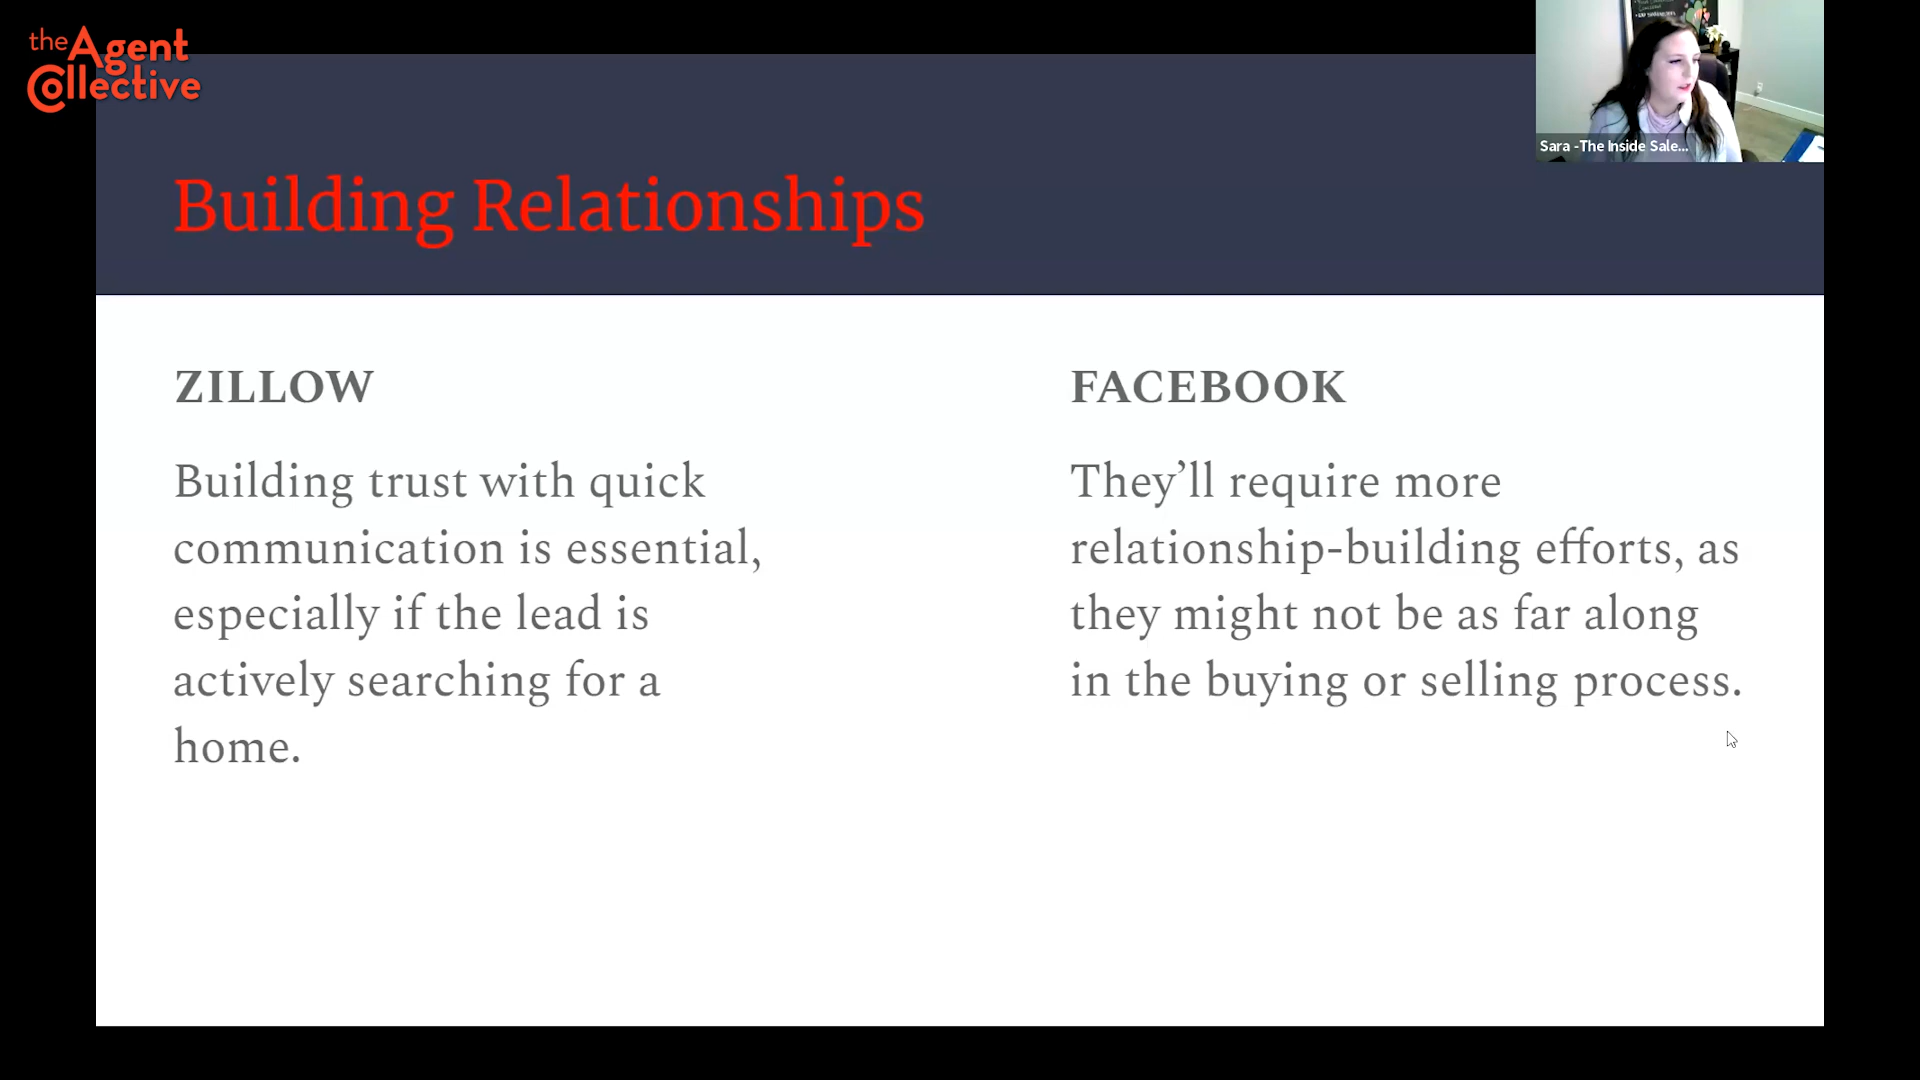 the Agent
Collective
Sara -The Inside Sale...
Building Relationships
ZILLOW
Building trust with quick
communication is essential,
especially if the lead is
actively searching for a
home.
FACEBOOK
They’ll require more
relationship-building efforts, as
they might not be as far along
in the buying or selling process.